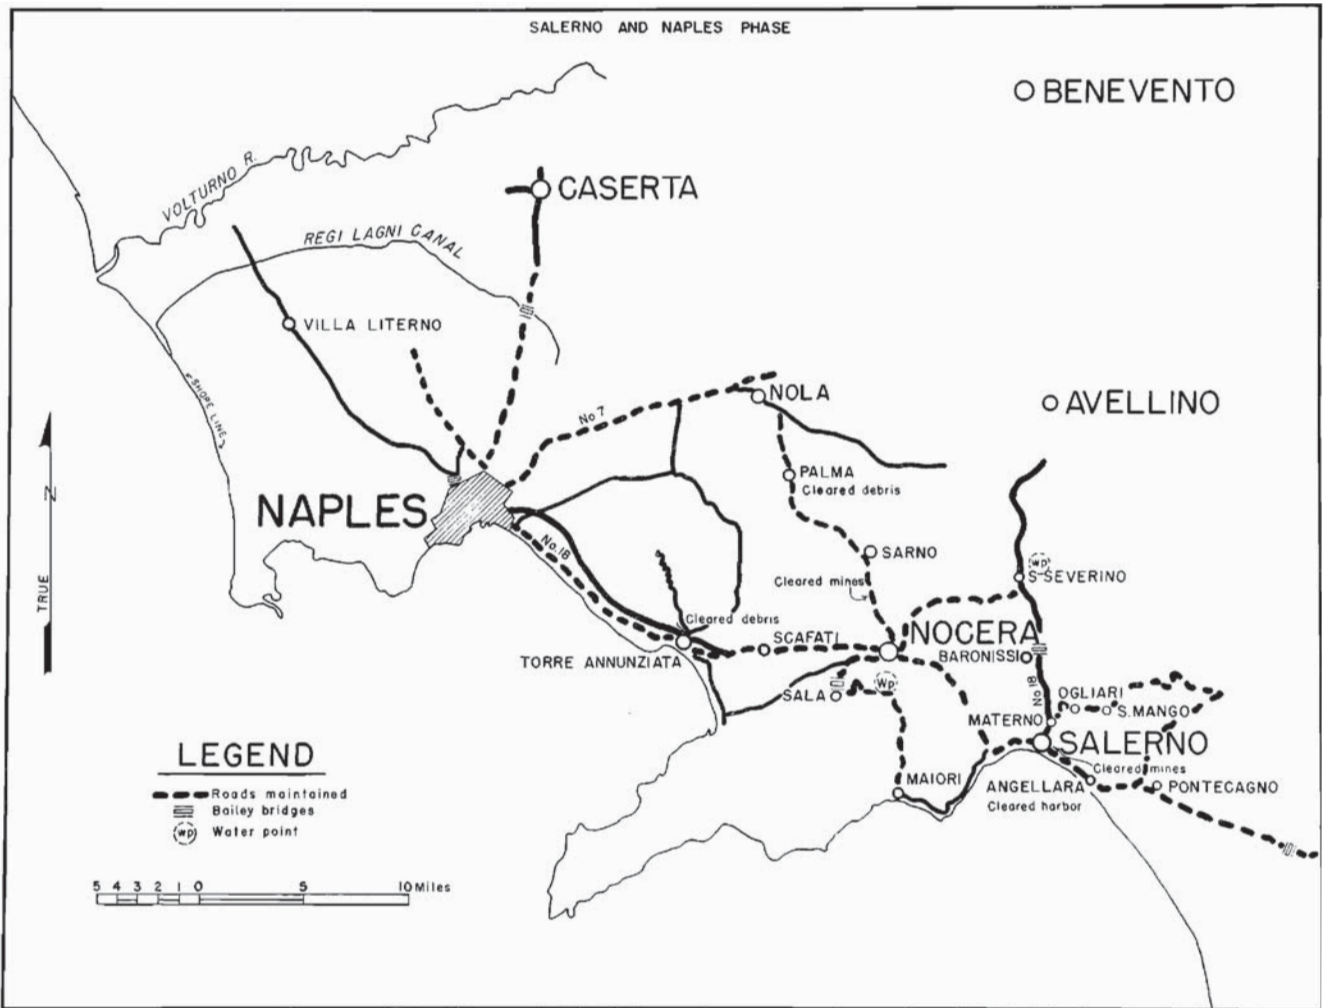 SALERNO AND NAPLES PHASE
BENEVENTO
VOLTURNO R.
CASERTA
REGI LAGNI CANAL
VILLA LITERNO
SHORE LINE
No 7
NOLA
AVELLINO
PALMA
Cleared debris
N
TRUE
NAPLES
No. 18
SARNO
Cleared mines
WP
S. SEVERINO
Cleared debris
SCAFATI
NOCERA
BARONISSI
TORRE ANNUNZIATA
SALA
WP
No 18
OGLIARI
S. MANGO
MATERNO
SALERNO
Cleared mines
MAIORI
ANGELLARA
Cleared harbor
PONTECAGNO
LEGEND
Roads maintained
Bailey bridges
WP Water point
5 4 3 2 1 0 5 10 Miles